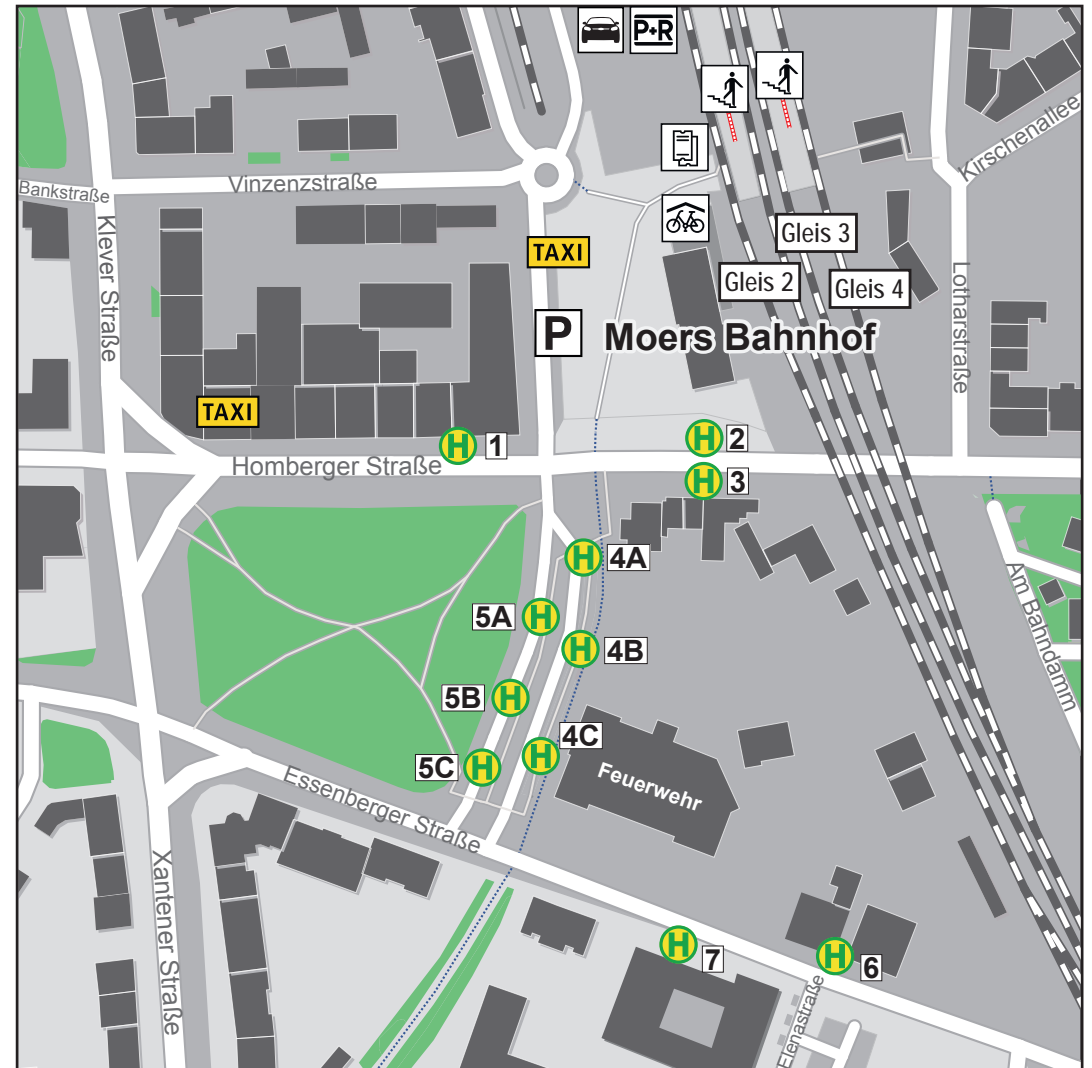 P+R
Kirschenallee
Bankstraße
Vinzenzstraße
Klever Straße
TAXI
Gleis 3
Gleis 2
Gleis 4
Lotharstraße
P
Moers Bahnhof
TAXI
H 1
H 2
Homberger Straße
H 3
H 4A
5A H
H 4B
Am Bahndamm
5B H
H 4C
5C H
Feuerwehr
Essenberger Straße
Xantener Straße
H 7
H 6
Elenastraße